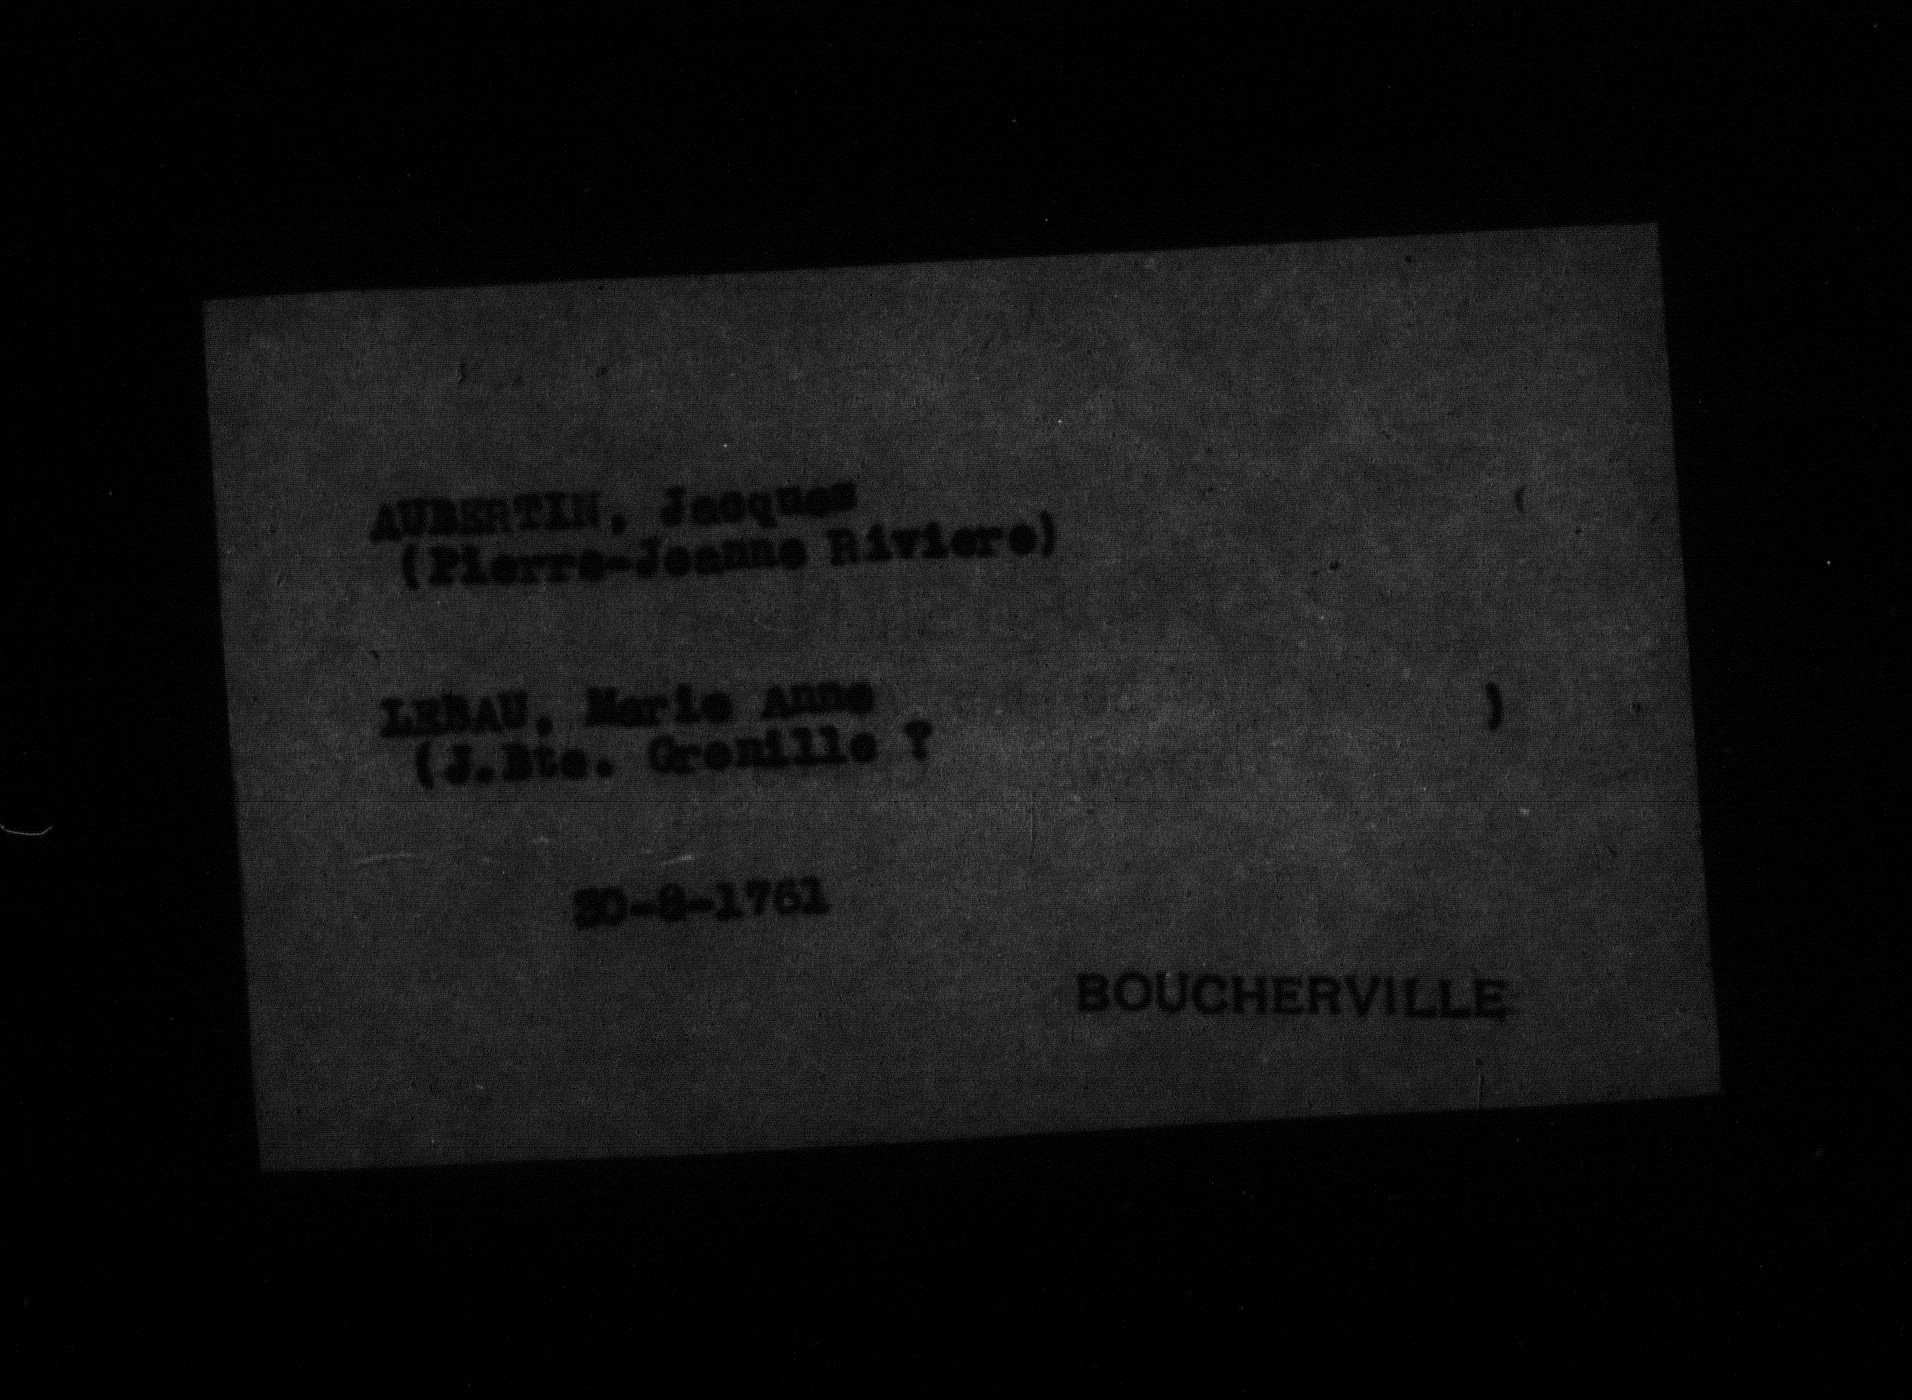 AUBERTIN, Jacques
(Pierre-Jeanne Riviere)
LEBAU, Marie Anne
(J.Bte. Grenille ? )
20-8-1761
BOUCHERVILLE